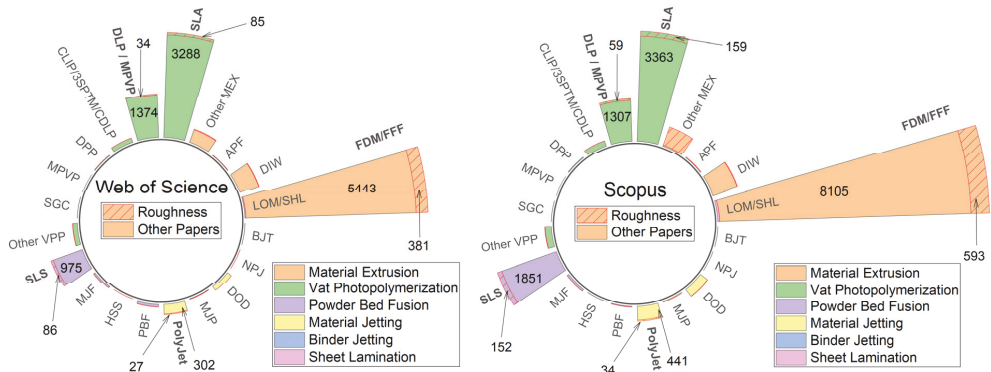 SLA
85
34
DLP / MPVP
3288
CLIP/3SPTM/CDLP
1374
Other MEX
DPP
APF
DIW
FDM/FFF
MPVP
Web of Science
5443
SGC
Roughness
Other Papers
LOM/SHL
Other VPP
BJT
381
SLS
975
NPJ
MJF
DOD
86
HSS
PBF
MJP
PolyJet
27
302
Material Extrusion
Vat Photopolymerization
Powder Bed Fusion
Material Jetting
Binder Jetting
Sheet Lamination
SLA
159
59
DLP / MPVP
3363
CLIP/3SPTM/CDLP
1307
Other MEX
DPP
APF
DIW
FDM/FFF
MPVP
Scopus
8105
SGC
Roughness
Other Papers
LOM/SHL
Other VPP
BJT
593
SLS
1851
NPJ
MJF
DOD
152
HSS
PBF
MJP
PolyJet
34
441
Material Extrusion
Vat Photopolymerization
Powder Bed Fusion
Material Jetting
Binder Jetting
Sheet Lamination